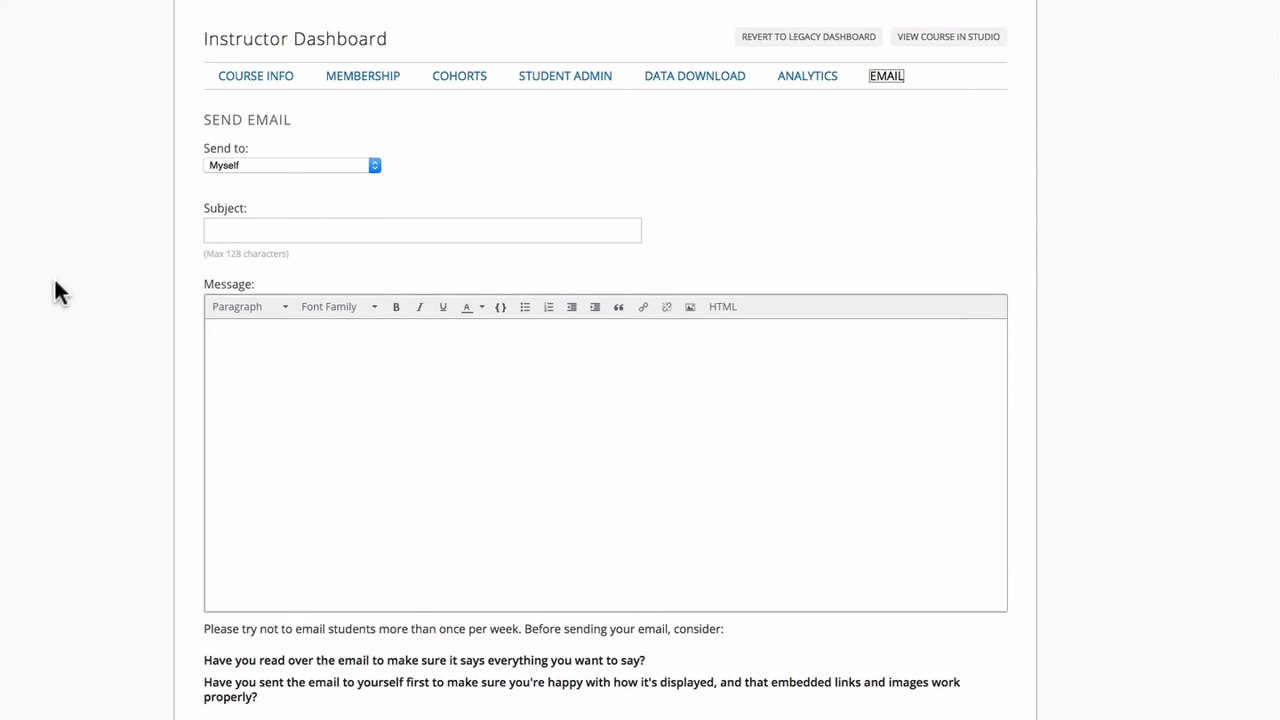 Instructor Dashboard
REVERT TO LEGACY DASHBOARD
VIEW COURSE IN STUDIO
COURSE INFO
MEMBERSHIP
COHORTS
STUDENT ADMIN
DATA DOWNLOAD
ANALYTICS
EMAIL
SEND EMAIL
Send to:
Myself
Subject:
(Max 128 characters)
Message:
Paragraph
Font Family
B
I
U
A
{}
HTML
Please try not to email students more than once per week. Before sending your email, consider:
Have you read over the email to make sure it says everything you want to say?
Have you sent the email to yourself first to make sure you're happy with how it's displayed, and that embedded links and images work
properly?